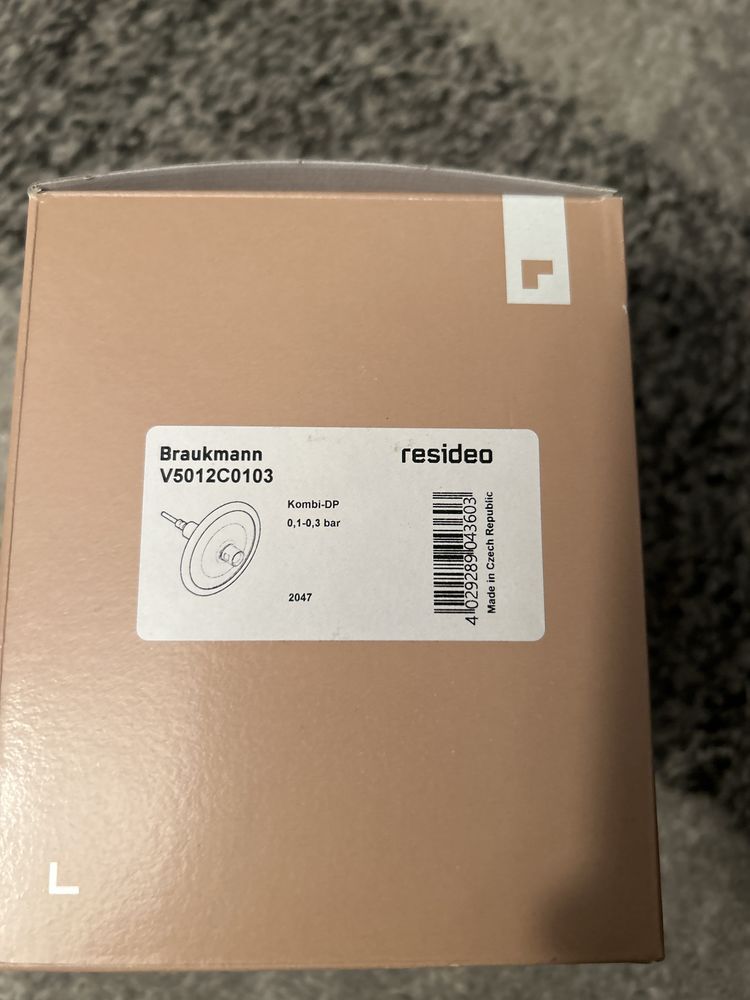 Braukmann
V5012C0103
resideo
Kombi-DP
0,1-0,3 bar
2047
4 029289 043603
Made in Czech Republic